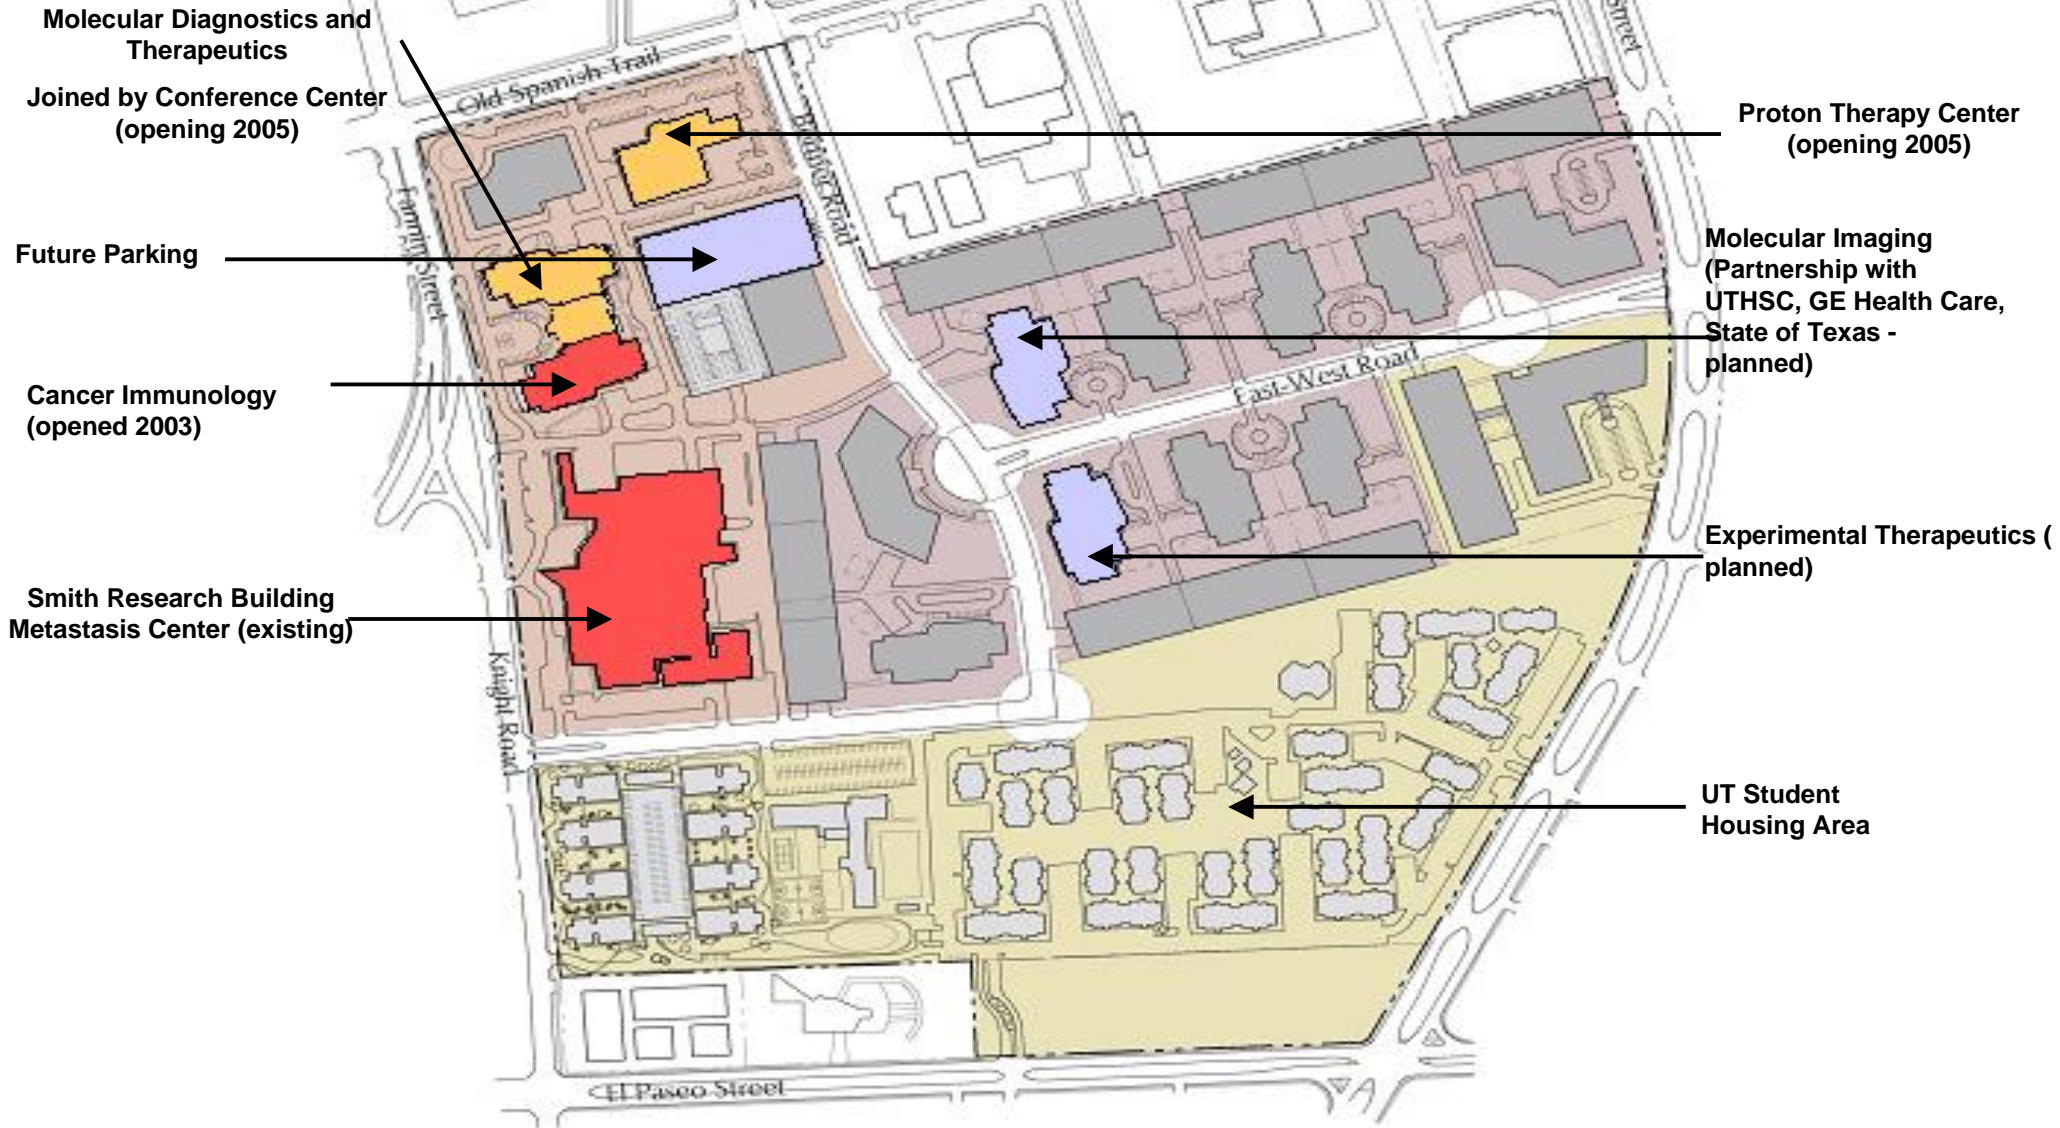 Molecular Diagnostics and
Therapeutics
Joined by Conference Center
(opening 2005)
Future Parking
Cancer Immunology
(opened 2003)
Smith Research Building
Metastasis Center (existing)
Old Spanish Trail
Road
Fannin Street
Knight Road
East-West Road
El Paseo Street
Street
Proton Therapy Center
(opening 2005)
Molecular Imaging
(Partnership with
UTHSC, GE Health Care,
State of Texas -
planned)
Experimental Therapeutics (
planned)
UT Student
Housing Area